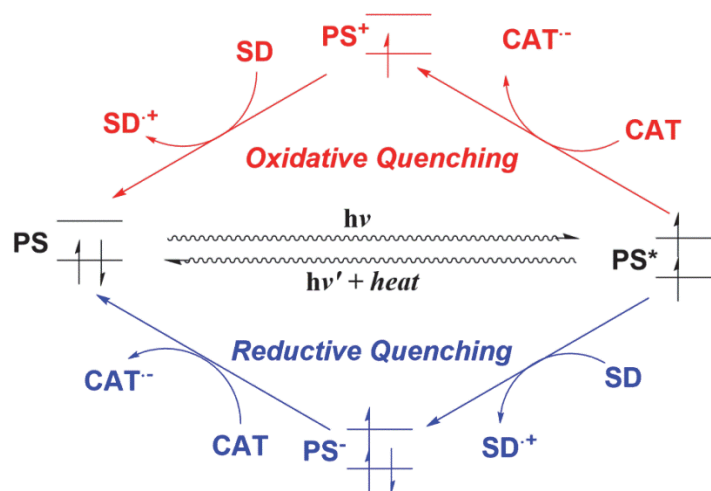 PS⁺
CAT·-
SD
SD·+
CAT
Oxidative Quenching
hν
PS
PS*
hν' + heat
Reductive Quenching
CAT·-
SD
CAT
PS⁻
SD·+